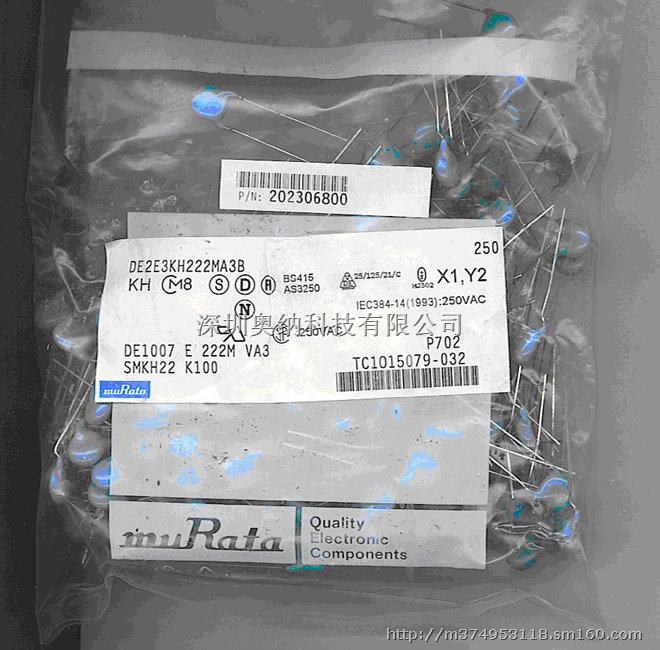 P/N: 202306800
250
DE2E3KH222MA3B
KH M8 S D R BS415 25/125/21/C X1,Y2
AS3250 MJ302
N IEC384-14(1993):250VAC
深圳奥纳科技有限公司
250VAC
P702
DE1007 E 222M VA3
TC1015079-032
SMKH22 K100
muRata
muRata
Quality
Electronic
Components
http://m374953118.sm160.com